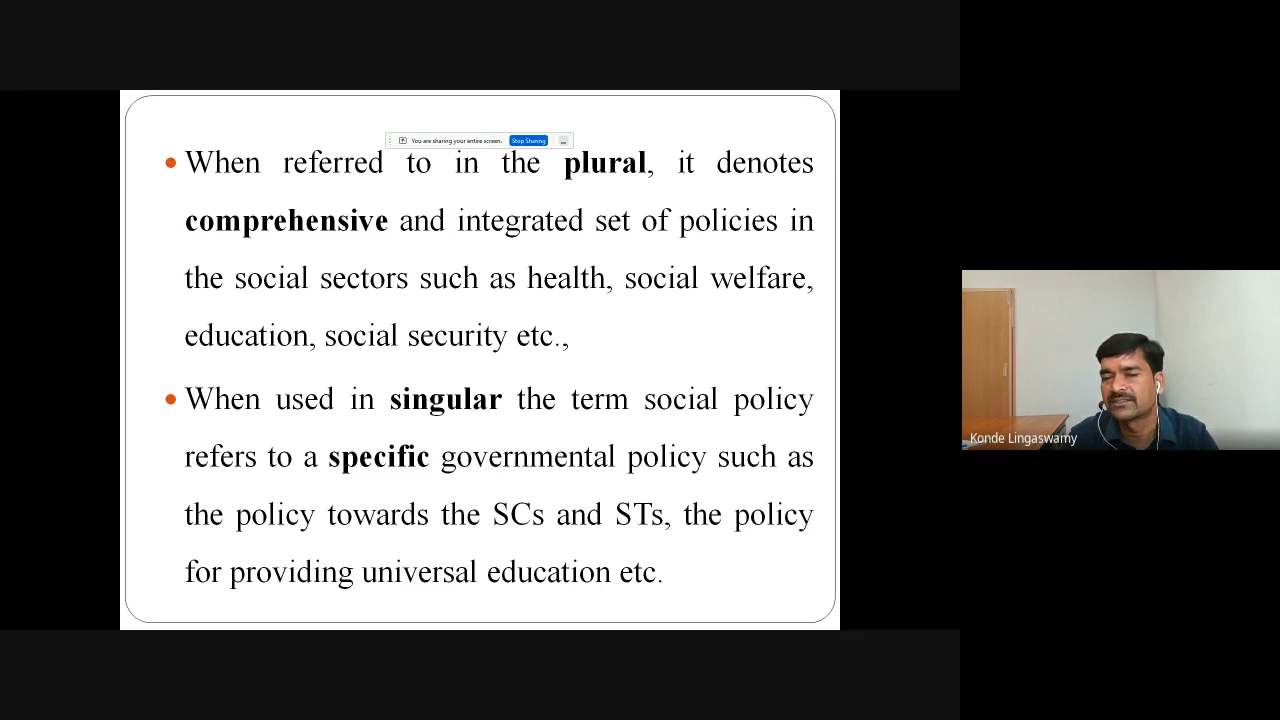 You are sharing your entire screen. Stop Sharing
• When referred to in the plural, it denotes
comprehensive and integrated set of policies in
the social sectors such as health, social welfare,
education, social security etc.,
• When used in singular the term social policy
refers to a specific governmental policy such as
the policy towards the SCs and STs, the policy
for providing universal education etc.
Konde Lingaswamy